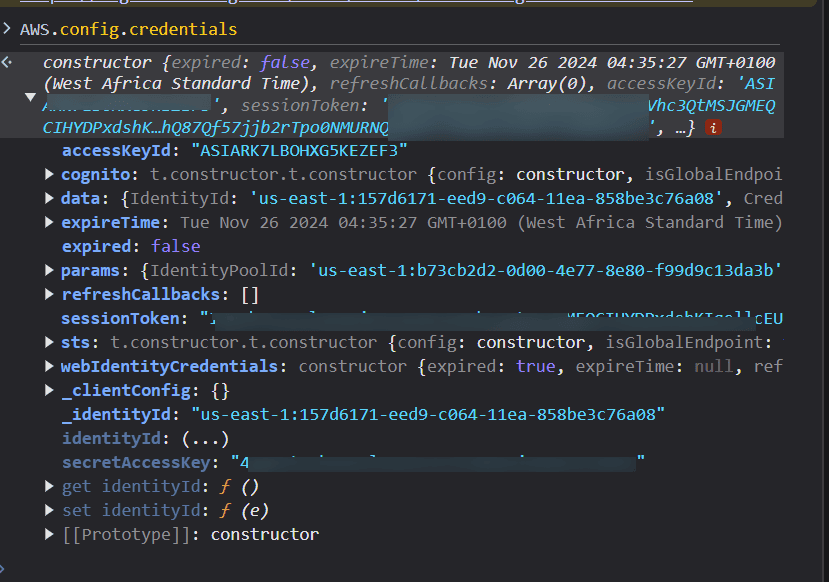 AWS.config.credentials
constructor {expired: false, expireTime: Tue Nov 26 2024 04:35:27 GMT+0100
(West Africa Standard Time), refreshCallbacks: Array(0), accessKeyId: 'ASI
', sessionToken: ' Vhc3QtMSJGMEQ
CIHYDPxdshK…hQ87Qf57jjb2rTpo0NMURNQ ', …} i
accessKeyId: "ASIARK7LBOHXG5KEZEF3"
cognito: t.constructor.t.constructor {config: constructor, isGlobalEndpoi
data: {IdentityId: 'us-east-1:157d6171-eed9-c064-11ea-858be3c76a08', Cred
expireTime: Tue Nov 26 2024 04:35:27 GMT+0100 (West Africa Standard Time)
expired: false
params: {IdentityPoolId: 'us-east-1:b73cb2d2-0d00-4e77-8e80-f99d9c13da3b'
refreshCallbacks: []
sessionToken: " cEU
sts: t.constructor.t.constructor {config: constructor, isGlobalEndpoint:
webIdentityCredentials: constructor {expired: true, expireTime: null, ref
_clientConfig: {}
_identityId: "us-east-1:157d6171-eed9-c064-11ea-858be3c76a08"
identityId: (...)
secretAccessKey: "4 "
get identityId: ƒ ()
set identityId: ƒ (e)
[[Prototype]]: constructor